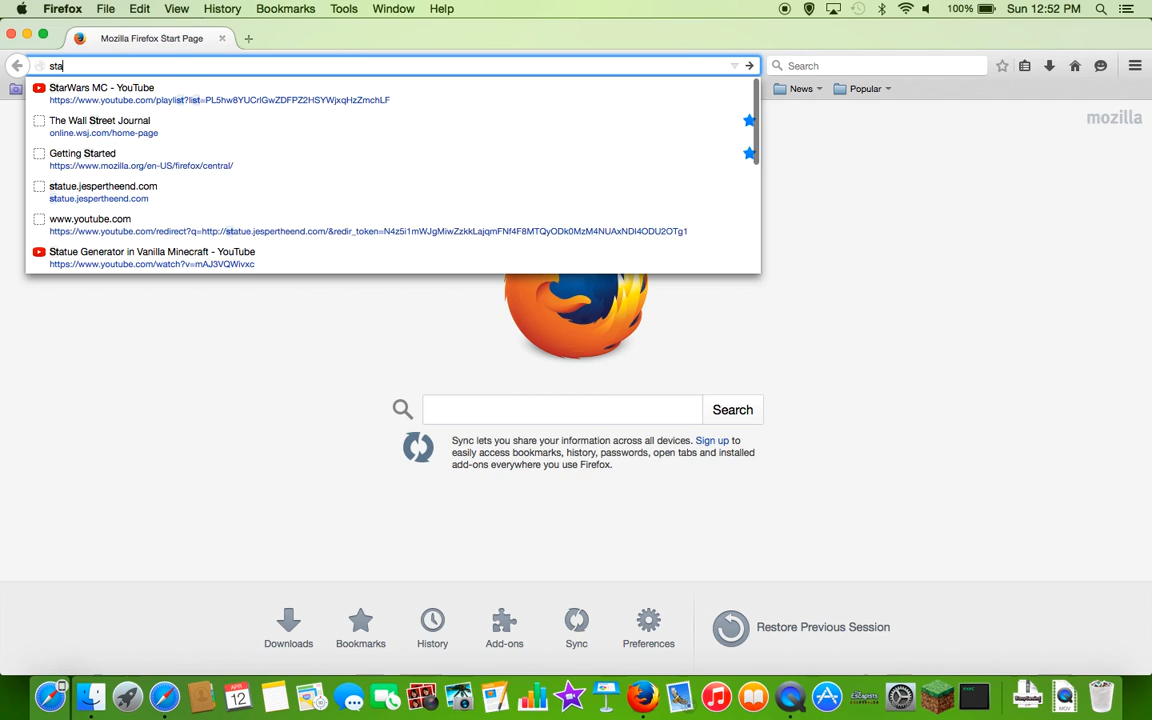 Firefox File Edit View History Bookmarks Tools Window Help 100% Sun 12:52 PM
Mozilla Firefox Start Page
sta
Search
StarWars MC - YouTube
https://www.youtube.com/playlist?list=PL5hw8YUCrlGwZDFPZ2HSYWjxqHzZmchLF
News
Popular
The Wall Street Journal
online.wsj.com/home-page
mozilla
Getting Started
https://www.mozilla.org/en-US/firefox/central/
statue.jespertheend.com
statue.jespertheend.com
www.youtube.com
https://www.youtube.com/redirect?q=http://statue.jespertheend.com/&redir_token=N4z5i1mWJgMiwZzkkLajqmFNf4F8MTQyODk0MzM4NUAxNDI4ODU2OTg1
Statue Generator in Vanilla Minecraft - YouTube
https://www.youtube.com/watch?v=mAJ3VQWivxc
Search
Sync lets you share your information across all devices. Sign up to
easily access bookmarks, history, passwords, open tabs and installed
add-ons everywhere you use Firefox.
Downloads Bookmarks History Add-ons Sync Preferences
Restore Previous Session
APR
12